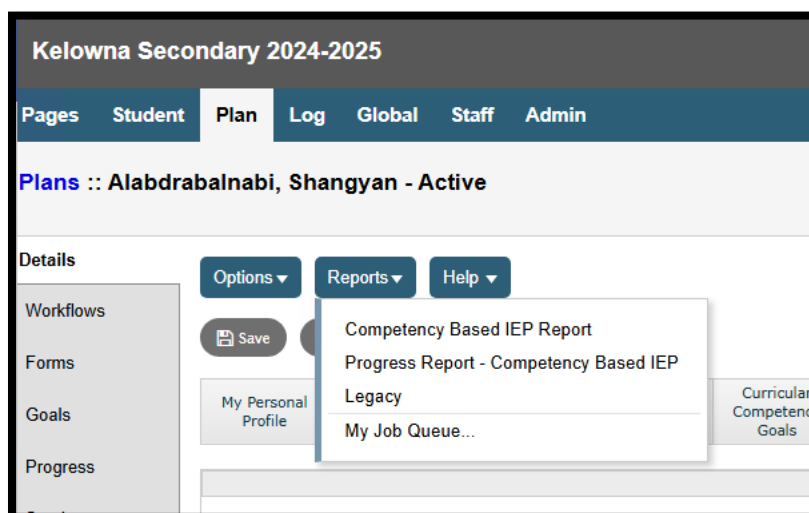 Kelowna Secondary 2024-2025
Pages Student Plan Log Global Staff Admin
Plans :: Alabdrabalnabi, Shangyan - Active
Details
Workflows
Forms
Goals
Progress
Options Reports Help
Save
Competency Based IEP Report
Progress Report - Competency Based IEP
Legacy
My Job Queue...
My Personal
Profile
Curricular
Goals